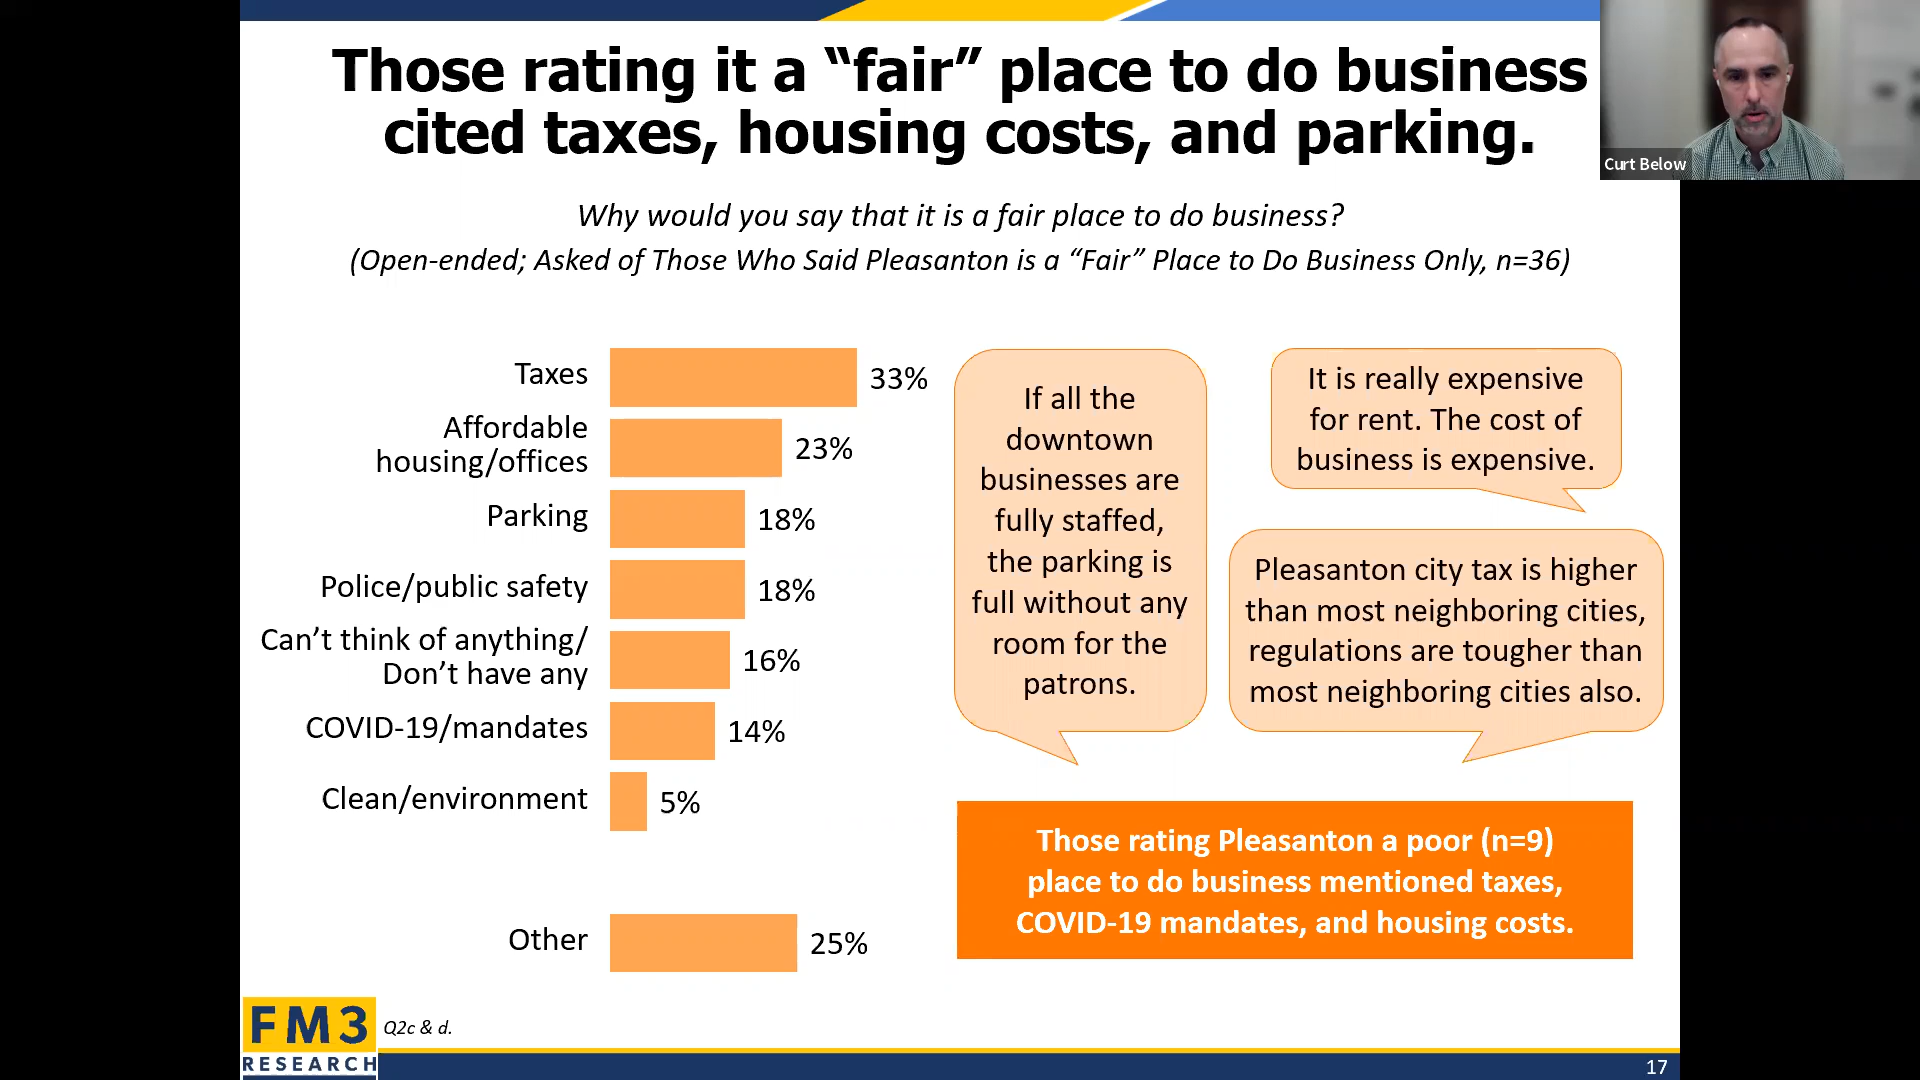 Those rating it a “fair” place to do business
cited taxes, housing costs, and parking.
Curt Below
Why would you say that it is a fair place to do business?
(Open-ended; Asked of Those Who Said Pleasanton is a “Fair” Place to Do Business Only, n=36)
Taxes
33%
Affordable
housing/offices
23%
Parking
18%
Police/public safety
18%
Can’t think of anything/
Don’t have any
16%
COVID-19/mandates
14%
Clean/environment
5%
Other
25%
If all the
downtown
businesses are
fully staffed,
the parking is
full without any
room for the
patrons.
It is really expensive
for rent. The cost of
business is expensive.
Pleasanton city tax is higher
than most neighboring cities,
regulations are tougher than
most neighboring cities also.
Those rating Pleasanton a poor (n=9)
place to do business mentioned taxes,
COVID-19 mandates, and housing costs.
FM3
RESEARCH
Q2c & d.
17